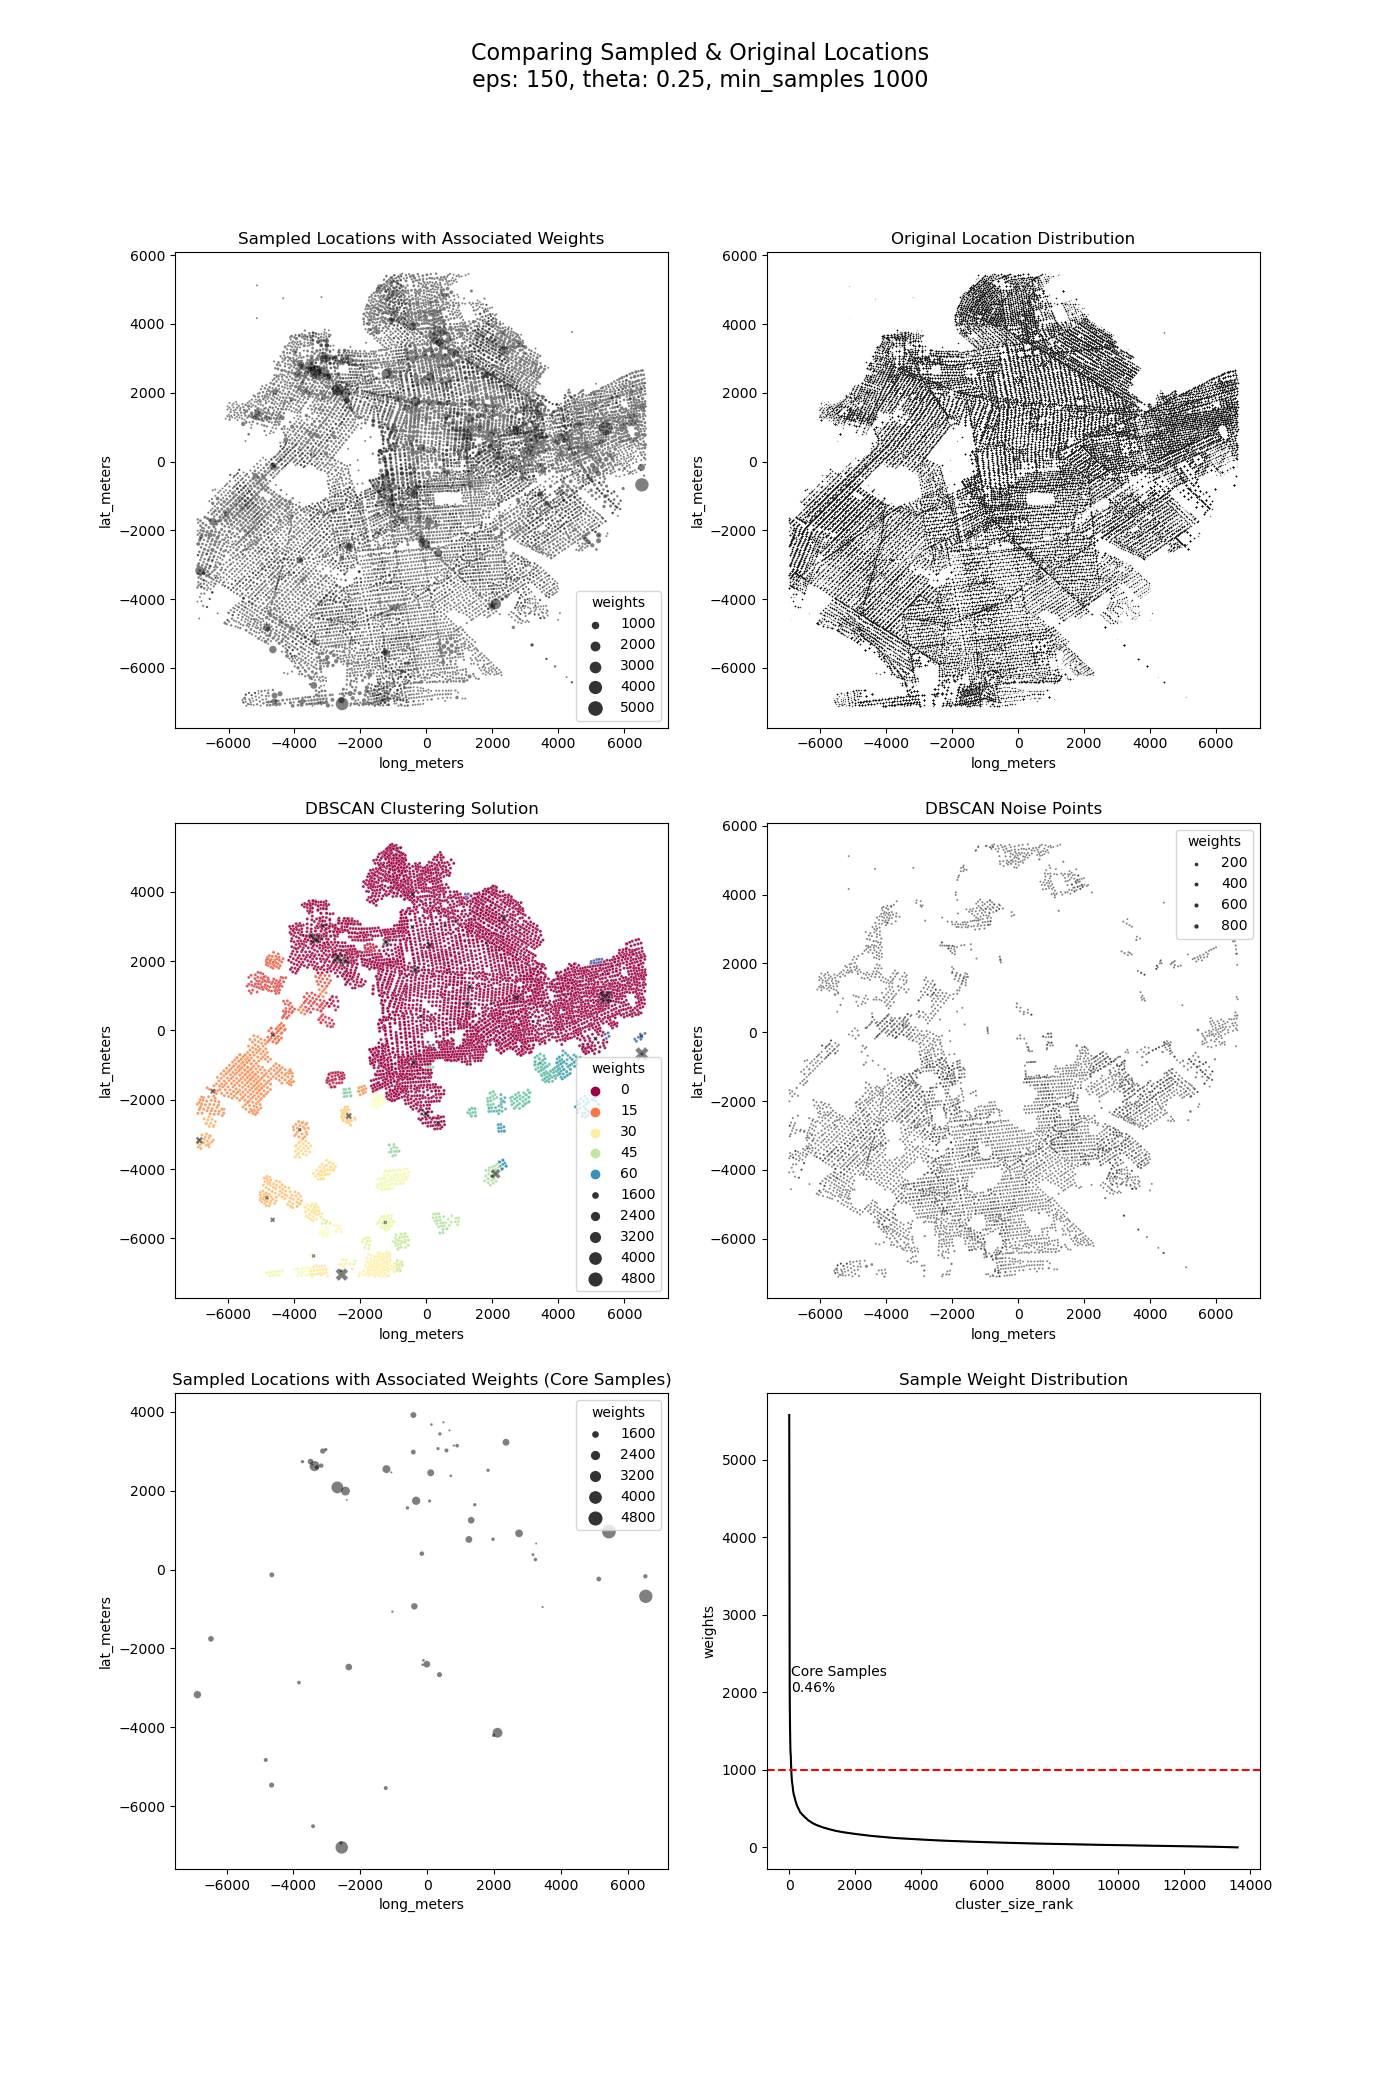 Comparing Sampled & Original Locations
eps: 150, theta: 0.25, min_samples 1000
Sampled Locations with Associated Weights
6000
4000
2000
0
−2000
−4000
−6000
lat_meters
weights
1000
2000
3000
4000
5000
−6000 −4000 −2000 0 2000 4000 6000
long_meters
Original Location Distribution
6000
4000
2000
0
−2000
−4000
−6000
lat_meters
−6000 −4000 −2000 0 2000 4000 6000
long_meters
DBSCAN Clustering Solution
4000
2000
0
−2000
−4000
−6000
lat_meters
weights
0
15
30
45
60
1600
2400
3200
4000
4800
−6000 −4000 −2000 0 2000 4000 6000
long_meters
DBSCAN Noise Points
6000
4000
2000
0
−2000
−4000
−6000
lat_meters
weights
200
400
600
800
−6000 −4000 −2000 0 2000 4000 6000
long_meters
Sampled Locations with Associated Weights (Core Samples)
4000
2000
0
−2000
−4000
−6000
lat_meters
weights
1600
2400
3200
4000
4800
−6000 −4000 −2000 0 2000 4000 6000
long_meters
Sample Weight Distribution
5000
4000
3000
2000
1000
0
weights
Core Samples
0.46%
0 2000 4000 6000 8000 10000 12000 14000
cluster_size_rank